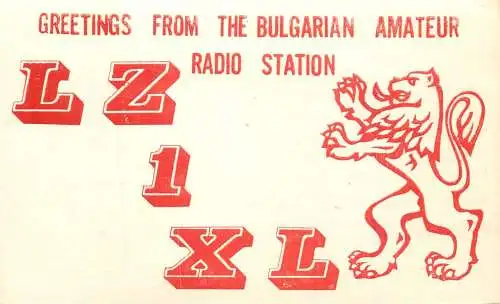 GREETINGS FROM THE BULGARIAN AMATEUR
RADIO STATION
LZ
1
XL